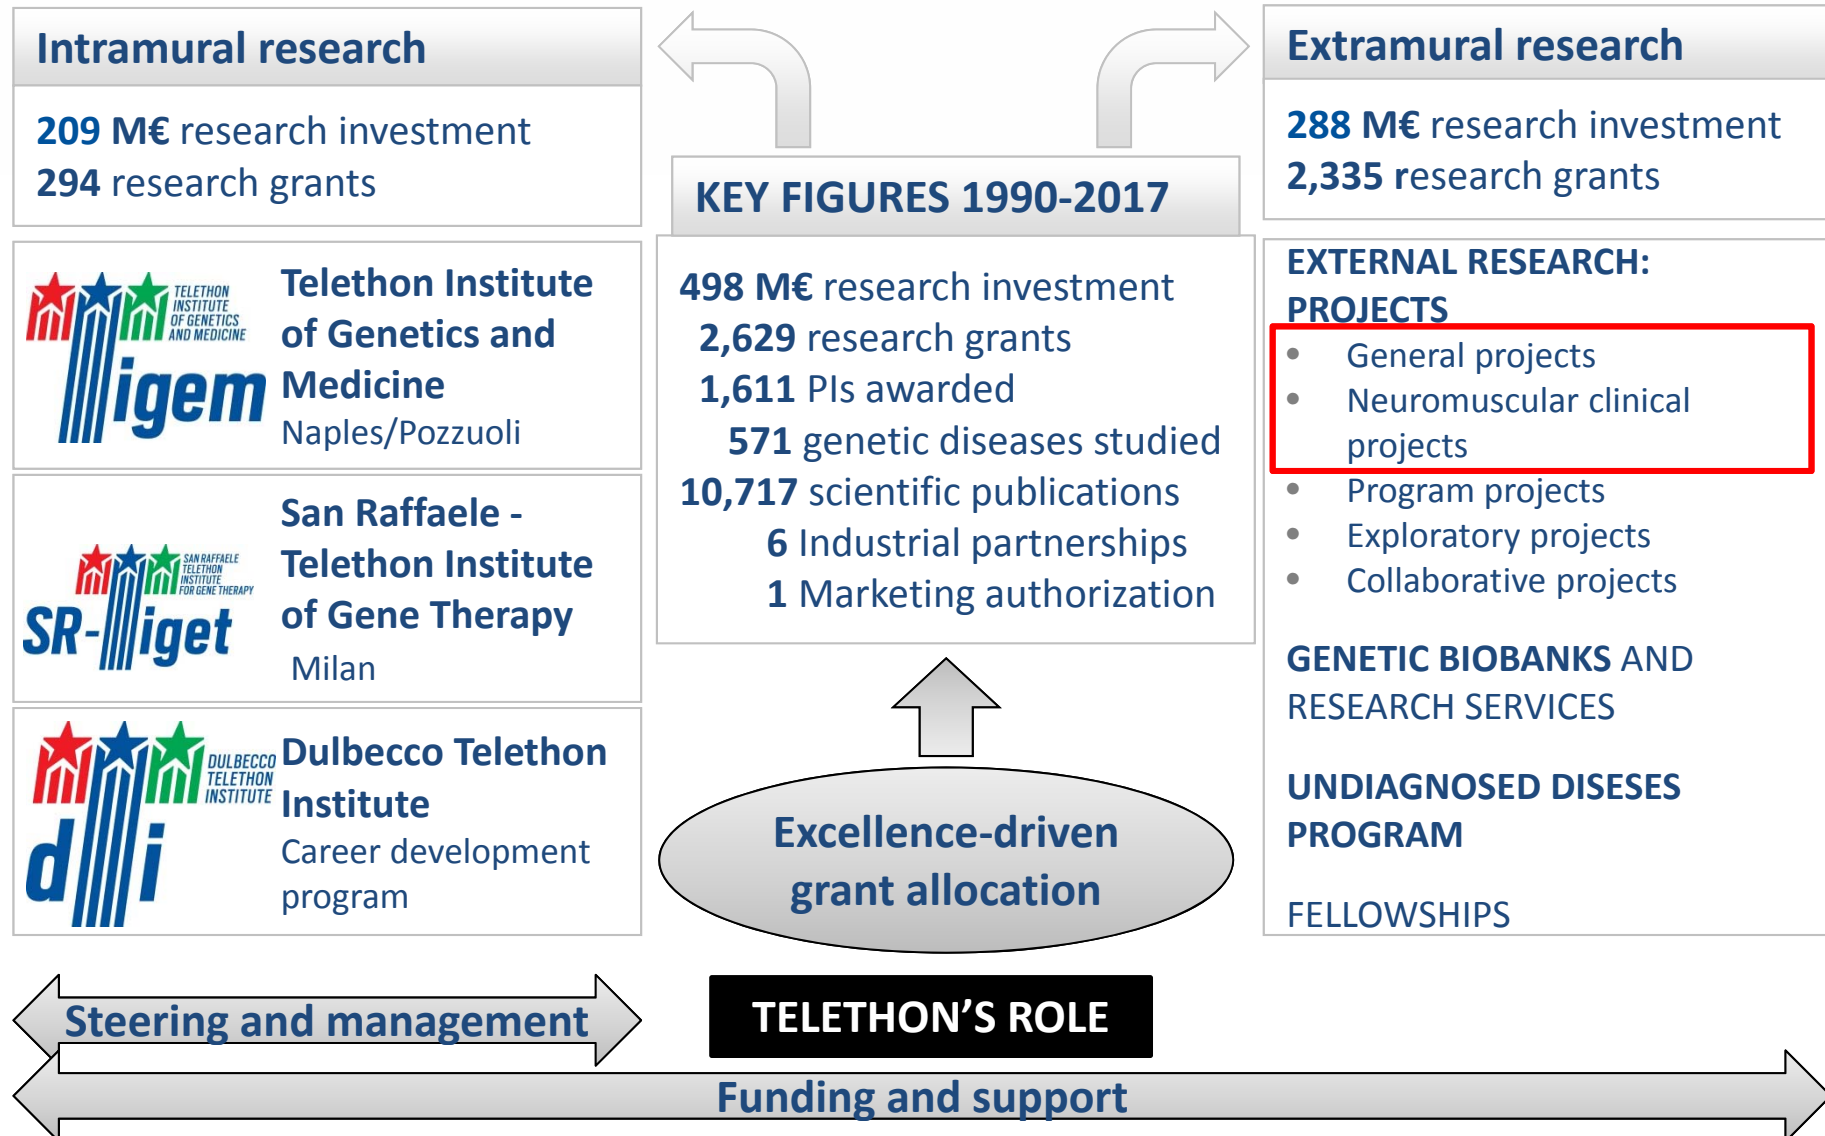 Intramural research
209 M€ research investment
294 research grants
TELETHON
INSTITUTE
OF GENETICS
AND MEDICINE
Tigem
Telethon Institute
of Genetics and
Medicine
Naples/Pozzuoli
SAN RAFFAELE
TELETHON
INSTITUTE
FOR GENE THERAPY
SR-Tiget
San Raffaele -
Telethon Institute
of Gene Therapy
Milan
DULBECCO
TELETHON
INSTITUTE
dTi
Dulbecco Telethon
Institute
Career development
program
KEY FIGURES 1990-2017
498 M€ research investment
2,629 research grants
1,611 PIs awarded
571 genetic diseases studied
10,717 scientific publications
6 Industrial partnerships
1 Marketing authorization
Excellence-driven
grant allocation
Extramural research
288 M€ research investment
2,335 research grants
EXTERNAL RESEARCH:
PROJECTS
• General projects
• Neuromuscular clinical
projects
• Program projects
• Exploratory projects
• Collaborative projects
GENETIC BIOBANKS AND
RESEARCH SERVICES
UNDIAGNOSED DISESES
PROGRAM
FELLOWSHIPS
Steering and management
TELETHON’S ROLE
Funding and support